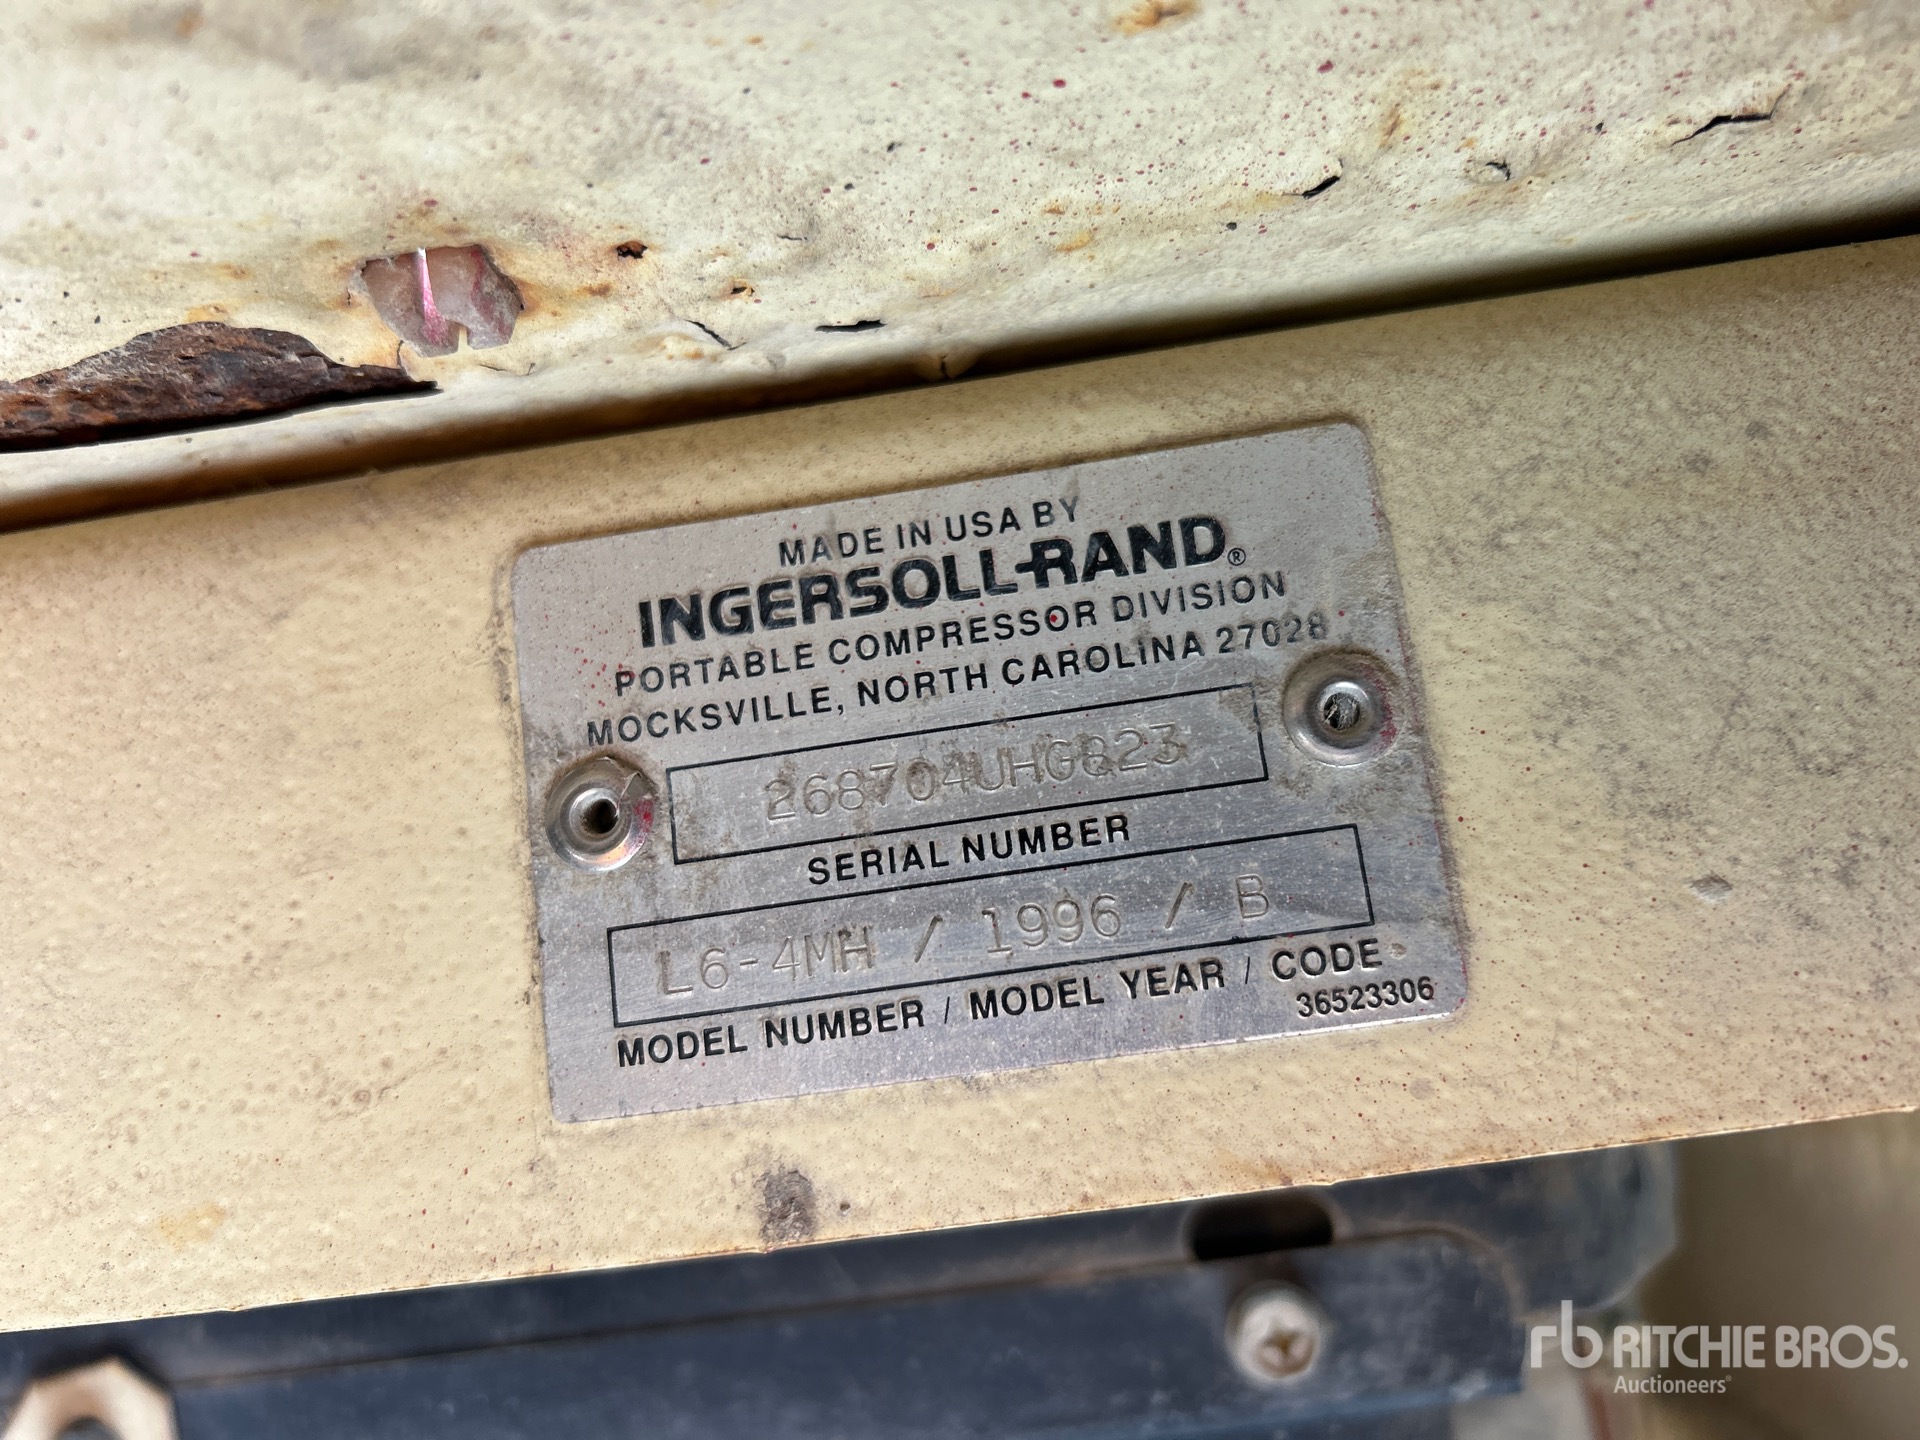 MADE IN USA BY
INGERSOLL-RAND®
PORTABLE COMPRESSOR DIVISION
MOCKSVILLE, NORTH CAROLINA 27028
268704UHG823
SERIAL NUMBER
L6-4MH / 1996 / B
MODEL NUMBER / MODEL YEAR / CODE
36523306
rb RITCHIE BROS.
Auctioneers®